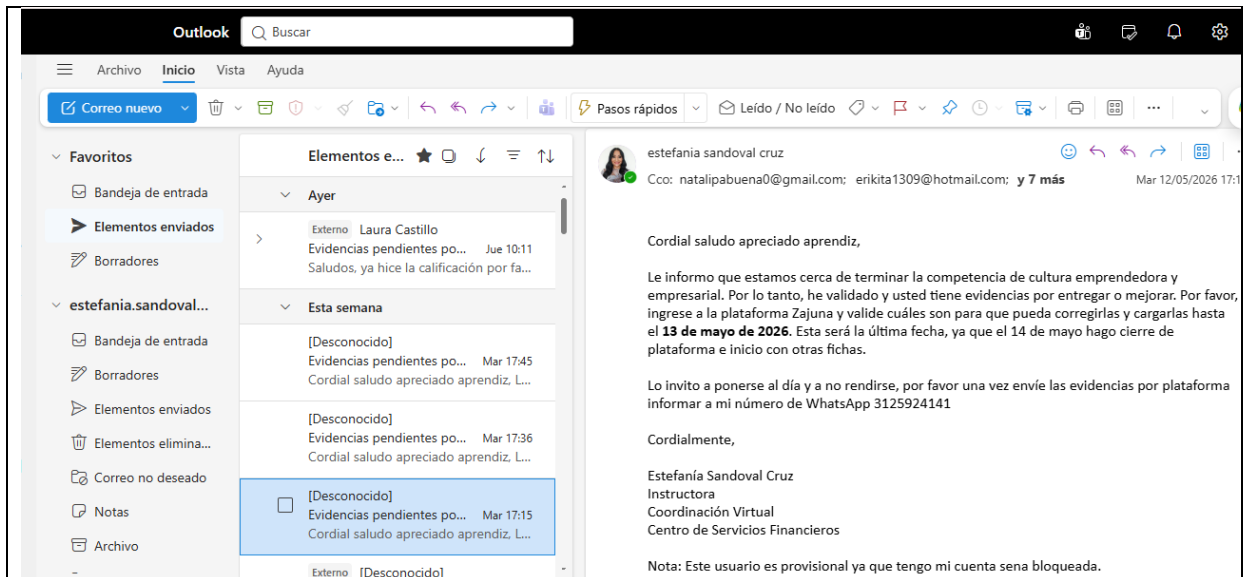 Outlook
Buscar
Archivo Inicio Vista Ayuda
Correo nuevo Pasos rápidos Leído / No leído
Favoritos
Bandeja de entrada
Elementos enviados
Borradores
estefania.sandoval...
Bandeja de entrada
Borradores
Elementos enviados
Elementos elimina...
Correo no deseado
Notas
Archivo
Elementos e...
Ayer
Externo Laura Castillo
Evidencias pendientes po... Jue 10:11
Saludos, ya hice la calificación por fa...
Esta semana
[Desconocido]
Evidencias pendientes po... Mar 17:45
Cordial saludo apreciado aprendiz, L...
[Desconocido]
Evidencias pendientes po... Mar 17:36
Cordial saludo apreciado aprendiz, L...
[Desconocido]
Evidencias pendientes po... Mar 17:15
Cordial saludo apreciado aprendiz, L...
Externo [Desconocido]
estefania sandoval cruz
Cco: natalipabuena0@gmail.com; erikita1309@hotmail.com; y 7 más Mar 12/05/2026 17:1
Cordial saludo apreciado aprendiz,
Le informo que estamos cerca de terminar la competencia de cultura emprendedora y
empresarial. Por lo tanto, he validado y usted tiene evidencias por entregar o mejorar. Por favor,
ingrese a la plataforma Zajuna y valide cuáles son para que pueda corregirlas y cargarlas hasta
el 13 de mayo de 2026. Esta será la última fecha, ya que el 14 de mayo hago cierre de
plataforma e inicio con otras fichas.
Lo invito a ponerse al día y a no rendirse, por favor una vez envíe las evidencias por plataforma
informar a mi número de WhatsApp 3125924141
Cordialmente,
Estefanía Sandoval Cruz
Instructora
Coordinación Virtual
Centro de Servicios Financieros
Nota: Este usuario es provisional ya que tengo mi cuenta sena bloqueada.